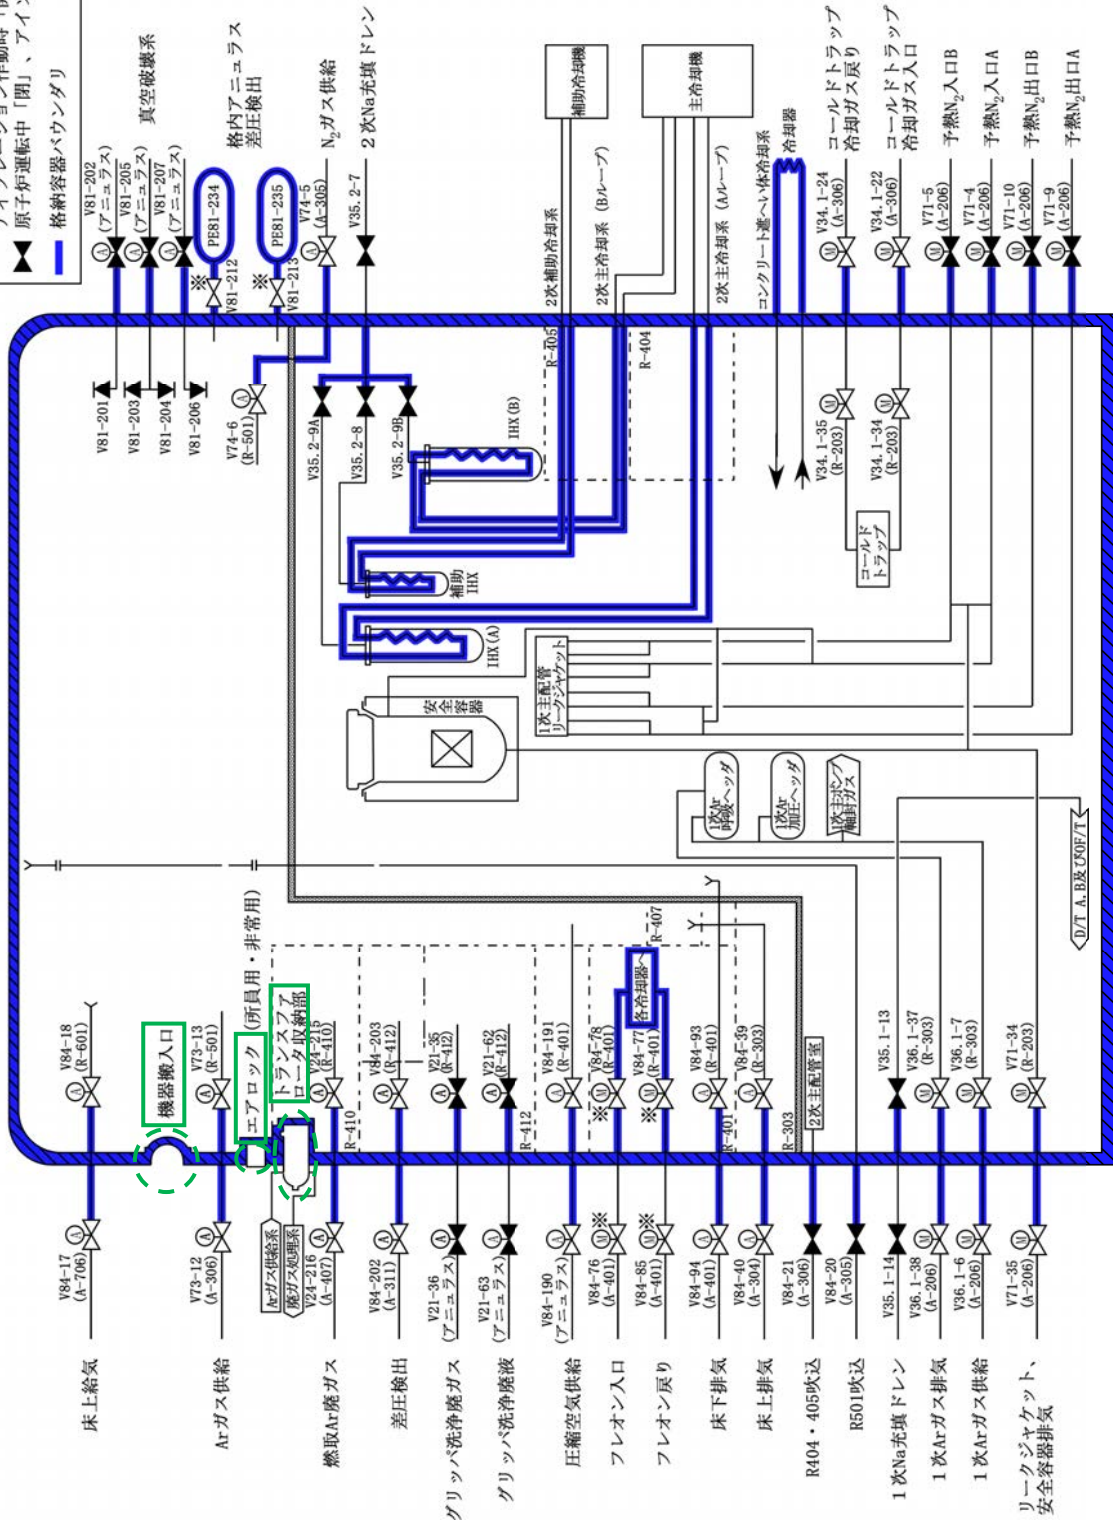 原子炉運転中「閉」、アイソ
格納容器バウンダリ
V81-202
(アニュラス)
V81-205
(アニュラス)
V81-207
(アニュラス)
真空破壊系
PE81-234
※
V81-212
PE81-235
※
V81-213
格内アニュラス
差圧検出
V74-5
(A-305)
N₂ガス供給
V35.2-7
2次Na充填ドレン
V81-201
V81-203
V81-204
V81-206
V74-6
(R-501)
V35.2-9A
V35.2-8
V35.2-9B
IHX(B)
補助
IHX
IHX(A)
R-405
R-404
2次補助冷却系
補助冷却機
2次主冷却系 (Bループ)
主冷却機
2次主冷却系 (Aループ)
コンクリート遮へい体冷却系
冷却器
V34.1-24
(A-306)
コールドトラップ
冷却ガス戻り
V34.1-35
(R-203)
V34.1-22
(A-306)
コールドトラップ
冷却ガス入口
V34.1-34
(R-203)
コールド
トラップ
V71-5
(A-206)
予熱N₂入口B
V71-4
(A-206)
予熱N₂入口A
V71-10
(A-206)
予熱N₂出口B
V71-9
(A-206)
予熱N₂出口A
安全
容器
1次主配管
リークジャケット
1次Ar
呼吸ヘッダ
1次Ar
加圧ヘッダ
1次主ポンプ
軸封ガス
D/T A.B及びOF/T
床上給気
V84-17
(A-706)
V84-18
(R-601)
機器搬入口
Arガス供給
V73-12
(A-306)
V73-13
(R-501)
エアロック
(所員用・非常用)
トランスファ
ロータ収納部
Arガス供給系
廃ガス処理系
燃取Ar廃ガス
V24-216
(A-407)
V24-215
(R-410)
R-410
差圧検出
V84-202
(A-311)
V84-203
(R-412)
グリッパ洗浄廃ガス
V21-36
(アニュラス)
V21-35
(R-412)
グリッパ洗浄廃液
V21-63
(アニュラス)
V21-62
(R-412)
R-412
圧縮空気供給
V84-190
(アニュラス)
V84-191
(R-401)
フレオン入口
V84-76
(A-401)
※
※
V84-78
(R-401)
フレオン戻り
V84-85
(A-401)
※
※
V84-77
(R-401)
各冷却器へ
R-407
床下排気
V84-94
(A-401)
V84-93
(R-401)
R-401
床上排気
V84-40
(A-304)
V84-39
(R-303)
R-303
R404・405吹込
V84-21
(A-306)
2次主配管室
R501吹込
V84-20
(A-305)
1次Na充填ドレン
V35.1-14
V35.1-13
1次Arガス排気
V36.1-38
(A-206)
V36.1-37
(R-303)
1次Arガス供給
V36.1-6
(A-206)
V36.1-7
(R-303)
リークジャケット、
安全容器排気
V71-35
(A-206)
V71-34
(R-203)